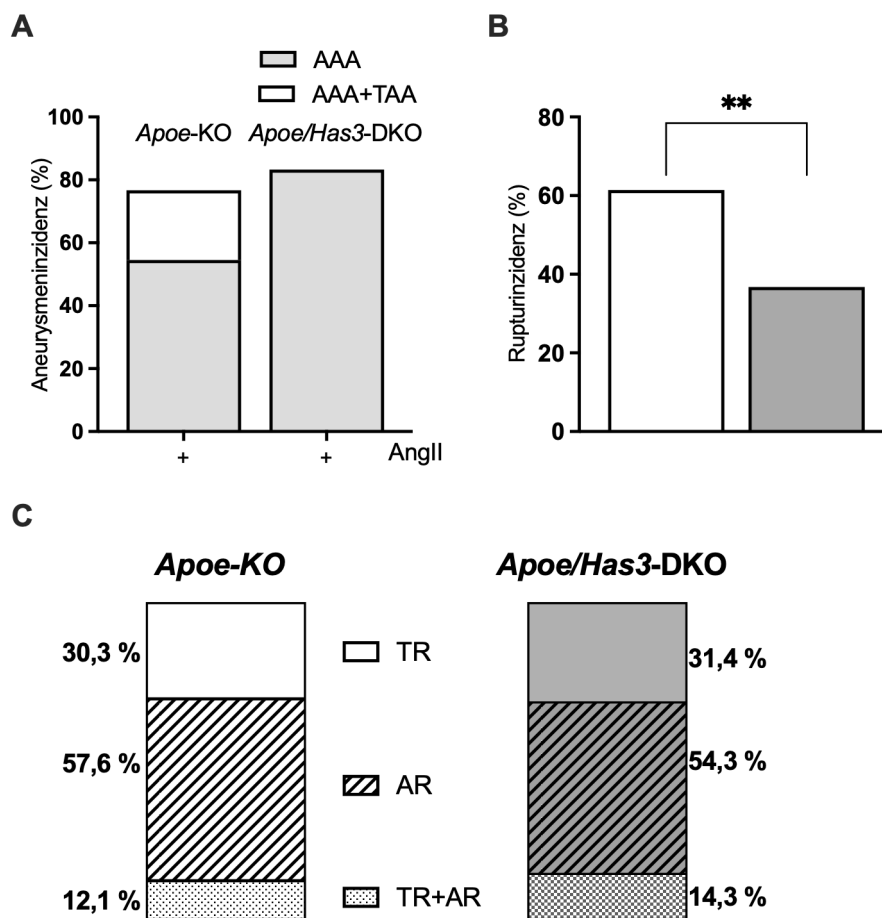 A
AAA
AAA+TAA
Apoe-KO
Apoe/Has3-DKO
Aneurysmeninzidenz (%)
100
80
60
40
20
0
+
+
AngII
B
**
Rupturinzidenz (%)
80
60
40
20
0
C
Apoe-KO
Apoe/Has3-DKO
30,3 %
TR
31,4 %
57,6 %
AR
54,3 %
12,1 %
TR+AR
14,3 %